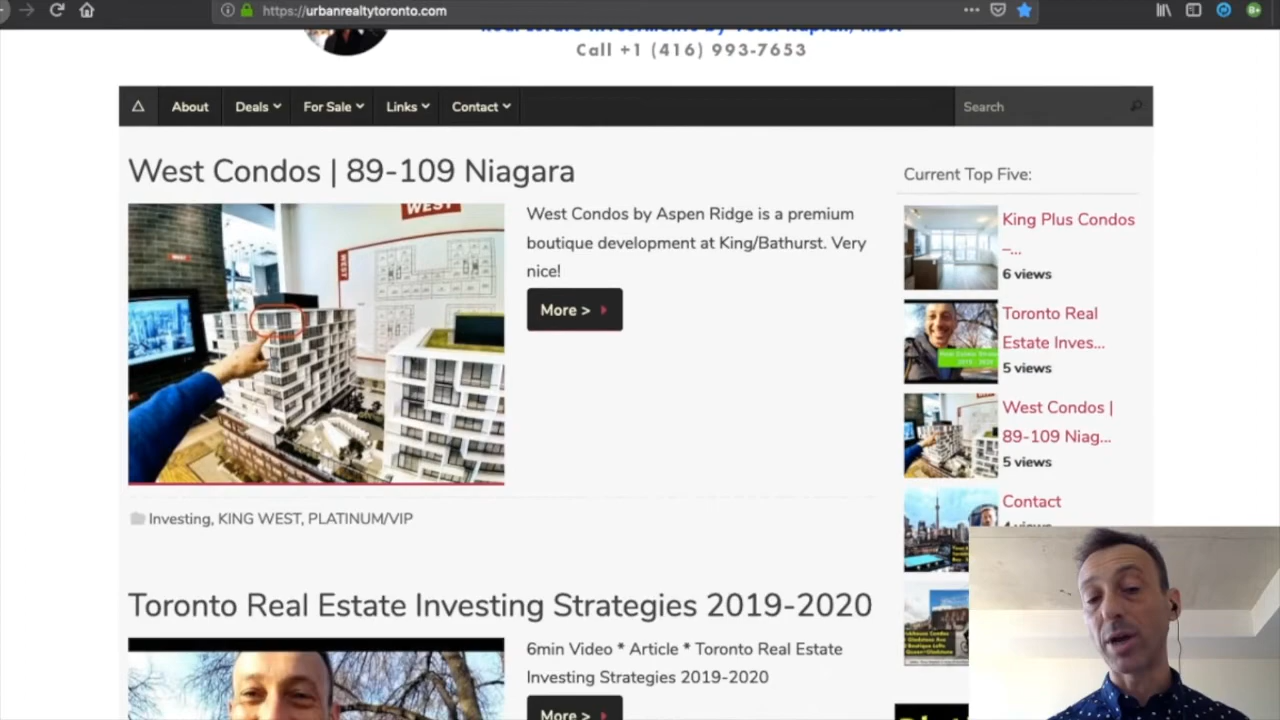 https://urbanrealtytoronto.com
Call +1 (416) 993-7653
About
Deals
For Sale
Links
Contact
Search
West Condos | 89-109 Niagara
WEST
WEST
West Condos by Aspen Ridge is a premium
boutique development at King/Bathurst. Very
nice!
More >
Investing, KING WEST, PLATINUM/VIP
Toronto Real Estate Investing Strategies 2019-2020
6min Video * Article * Toronto Real Estate
Investing Strategies 2019-2020
More >
Current Top Five:
King Plus Condos
–...
6 views
Toronto Real
Estate Inves...
5 views
West Condos |
89-109 Niag...
5 views
Contact
views